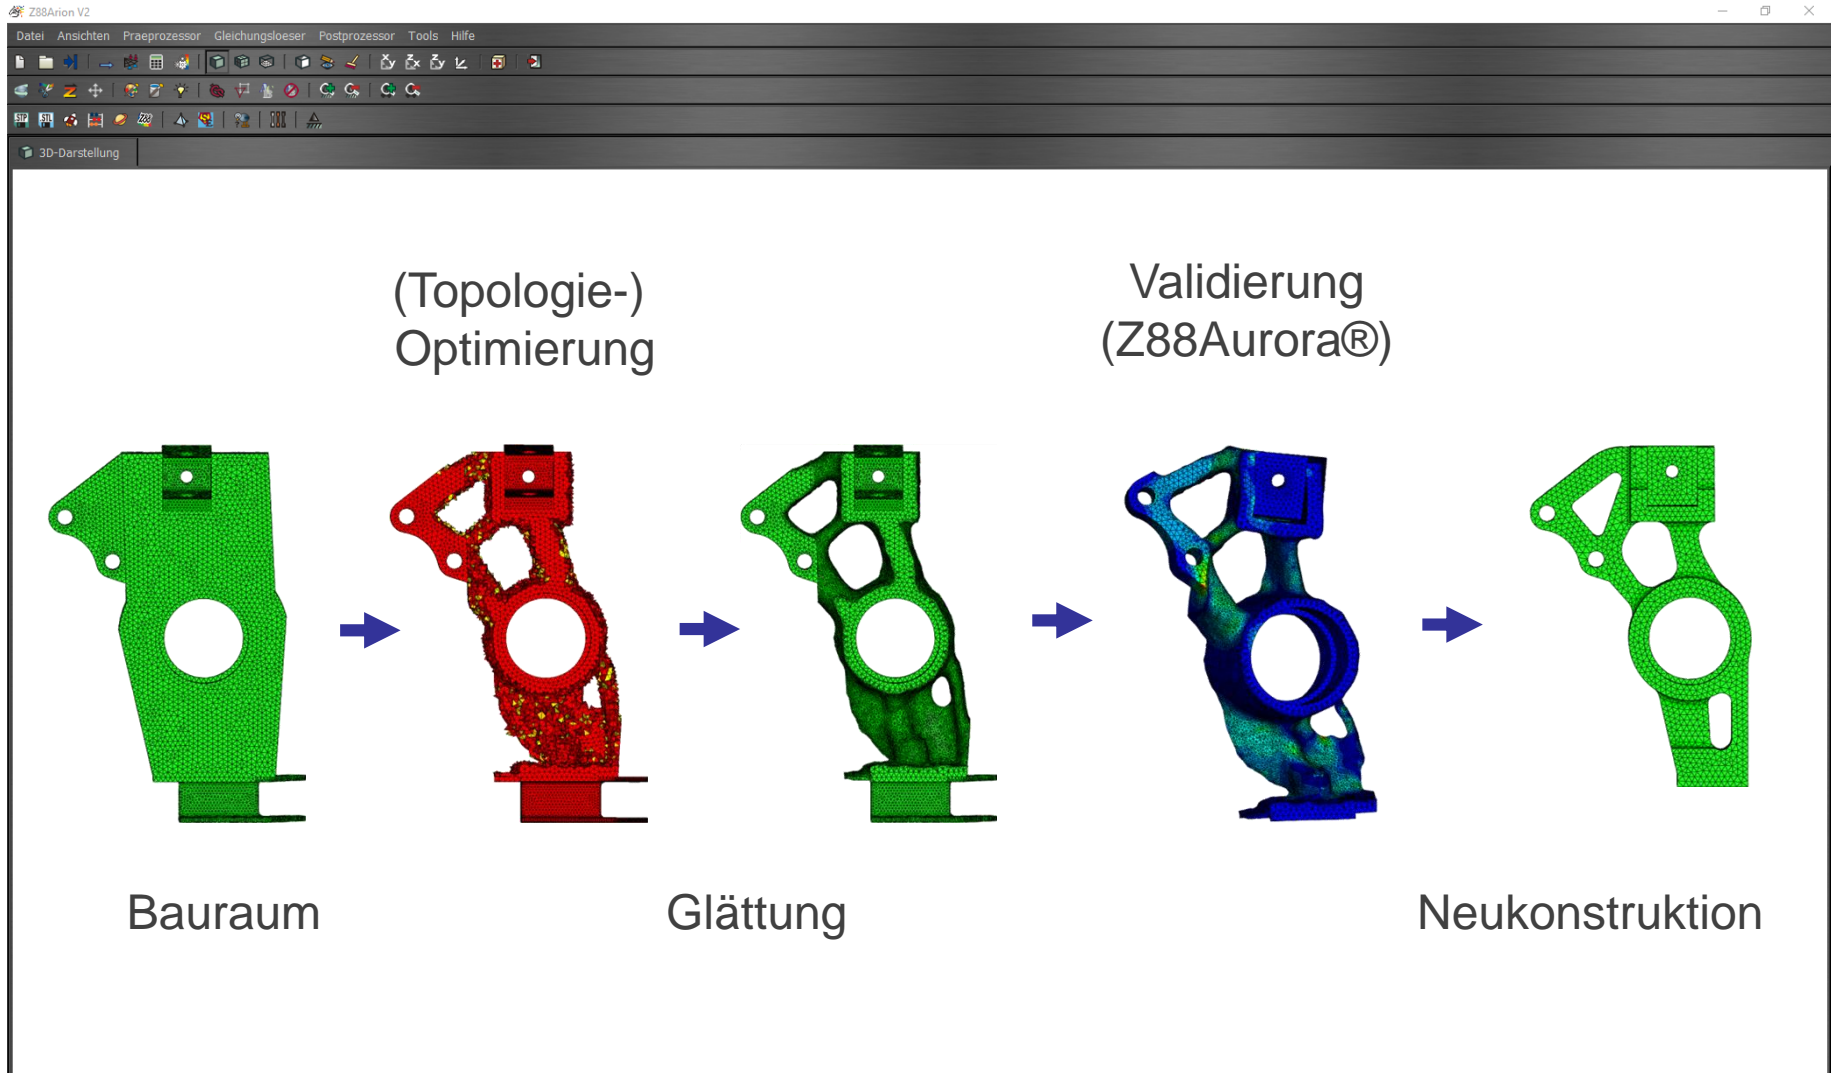 Z88Arion V2
Datei Ansichten Praeprozessor Gleichungsloeser Postprozessor Tools Hilfe
3D-Darstellung
(Topologie-)
Optimierung
Validierung
(Z88Aurora®)
Bauraum
Glättung
Neukonstruktion